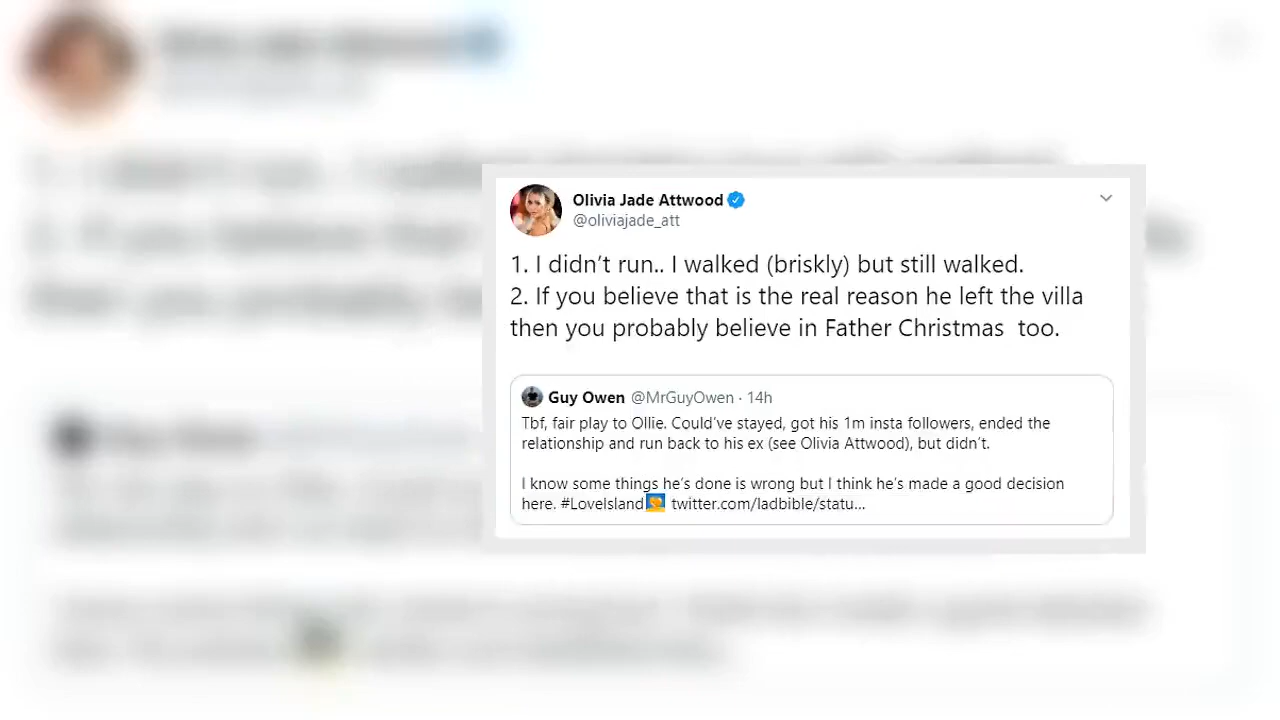 Olivia Jade Attwood
@oliviajade_att
1. I didn't run.. I walked (briskly) but still walked.
2. If you believe that is the real reason he left the villa
then you probably believe in Father Christmas  too.
Guy Owen @MrGuyOwen · 14h
Tbf, fair play to Ollie. Could've stayed, got his 1m insta followers, ended the
relationship and run back to his ex (see Olivia Attwood), but didn't.
I know some things he's done is wrong but I think he's made a good decision
here. #LoveIsland twitter.com/ladbible/statu...